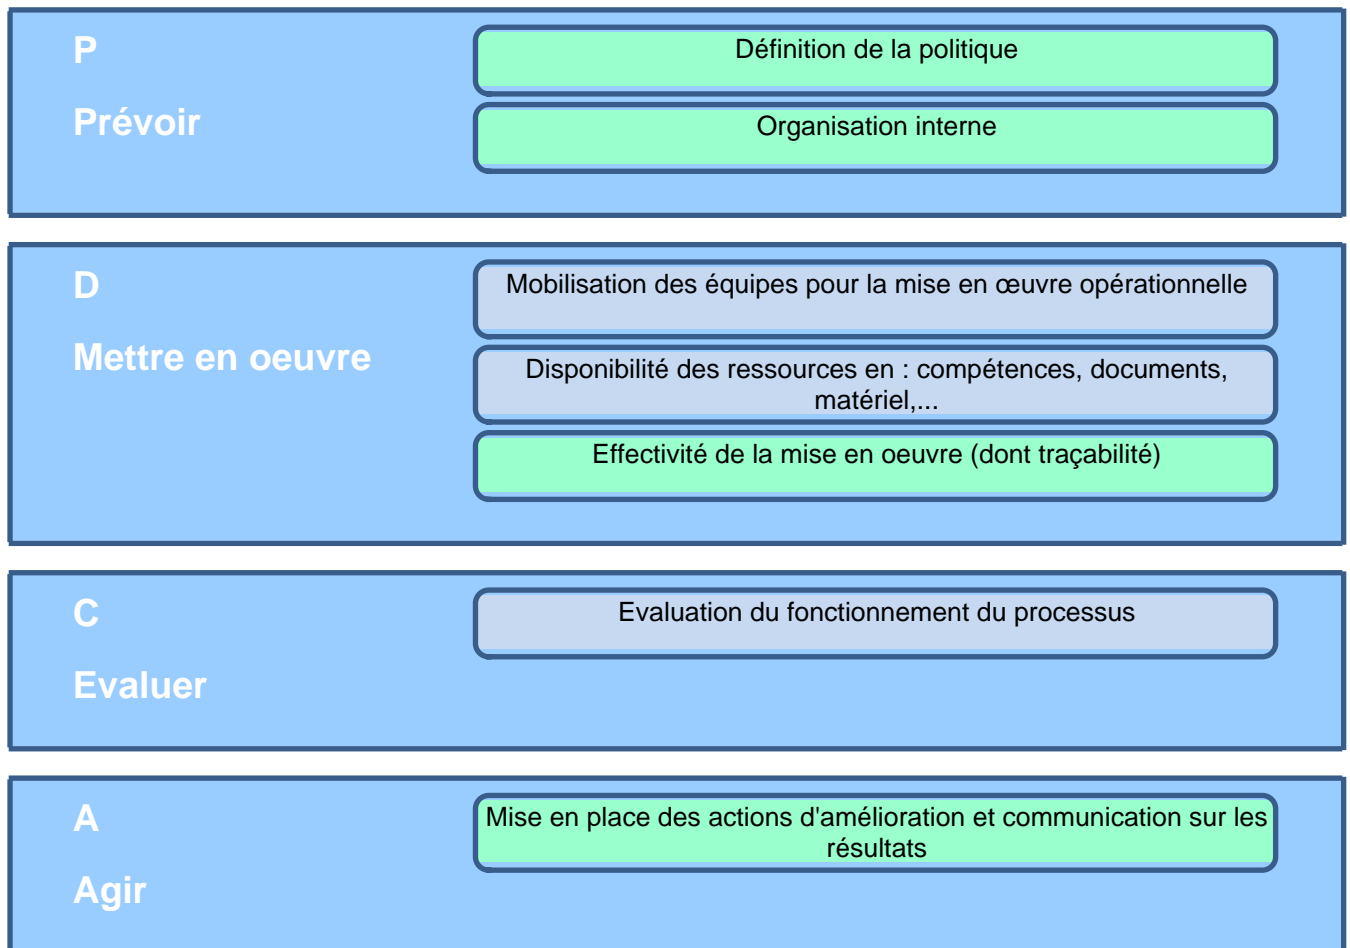 P
Prévoir
Définition de la politique
Organisation interne
D
Mettre en oeuvre
Mobilisation des équipes pour la mise en œuvre opérationnelle
Disponibilité des ressources en : compétences, documents,
matériel,...
Effectivité de la mise en oeuvre (dont traçabilité)
C
Evaluer
Evaluation du fonctionnement du processus
A
Agir
Mise en place des actions d'amélioration et communication sur les
résultats